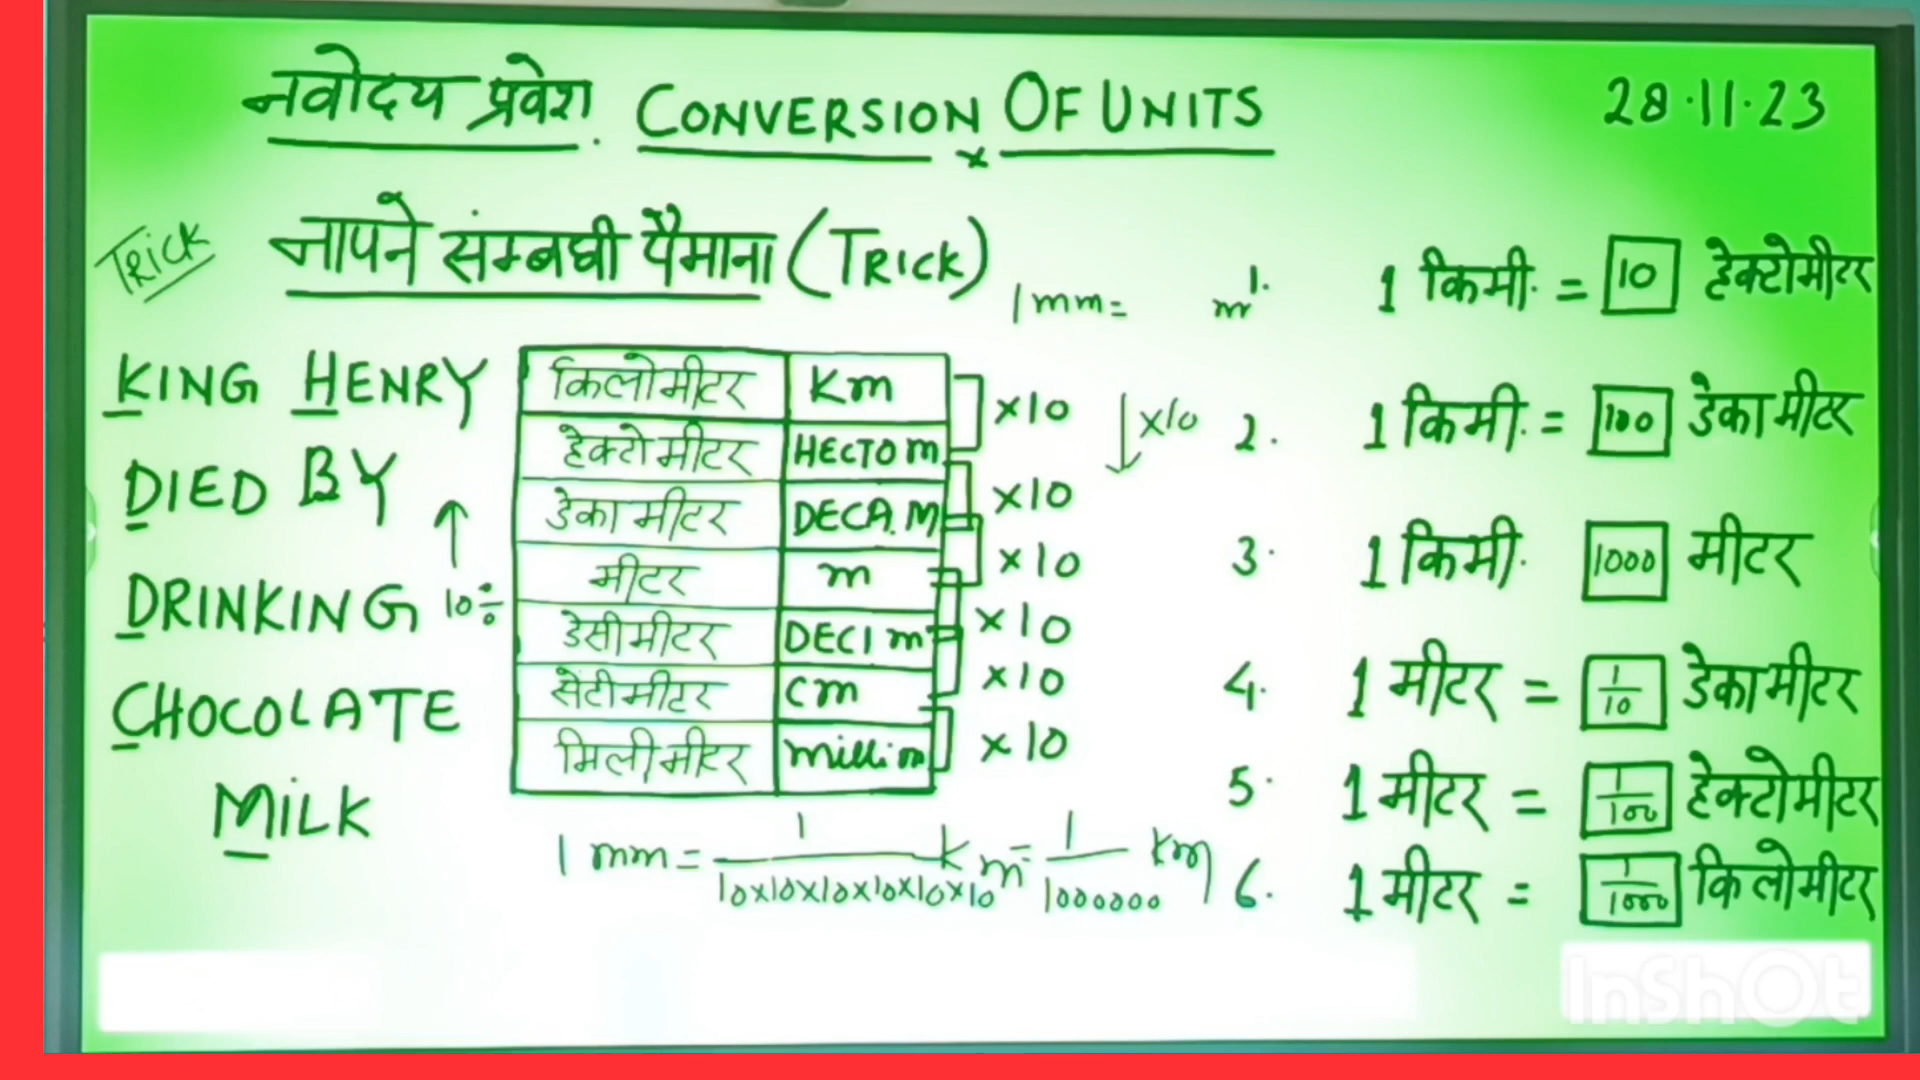 नवोदय प्रवेश. CONVERSION OF UNITS
28.11.23
TRICK
नापने संम्बधी पैमाना (TRICK)
1 mm = m
KING HENRY
DIED BY
DRINKING
CHOCOLATE
MILK
↑
10÷
किलोमीटर Km
हेक्टोमीटर HECTO m
डेकामीटर DECA.M
मीटर m
डेसीमीटर DECI m
सेंटीमीटर Cm
मिलीमीटर milli m
×10
×10
×10
×10
×10
×10
↓ ×10
1 mm = 1/10×10×10×10×10×10 km = 1/1000000 km
1. 1 किमी. = 10 हेक्टोमीटर
2. 1 किमी. = 100 डेकामीटर
3. 1 किमी. 1000 मीटर
4. 1 मीटर = 1/10 डेकामीटर
5. 1 मीटर = 1/100 हेक्टोमीटर
6. 1 मीटर = 1/1000 किलोमीटर
InShOt